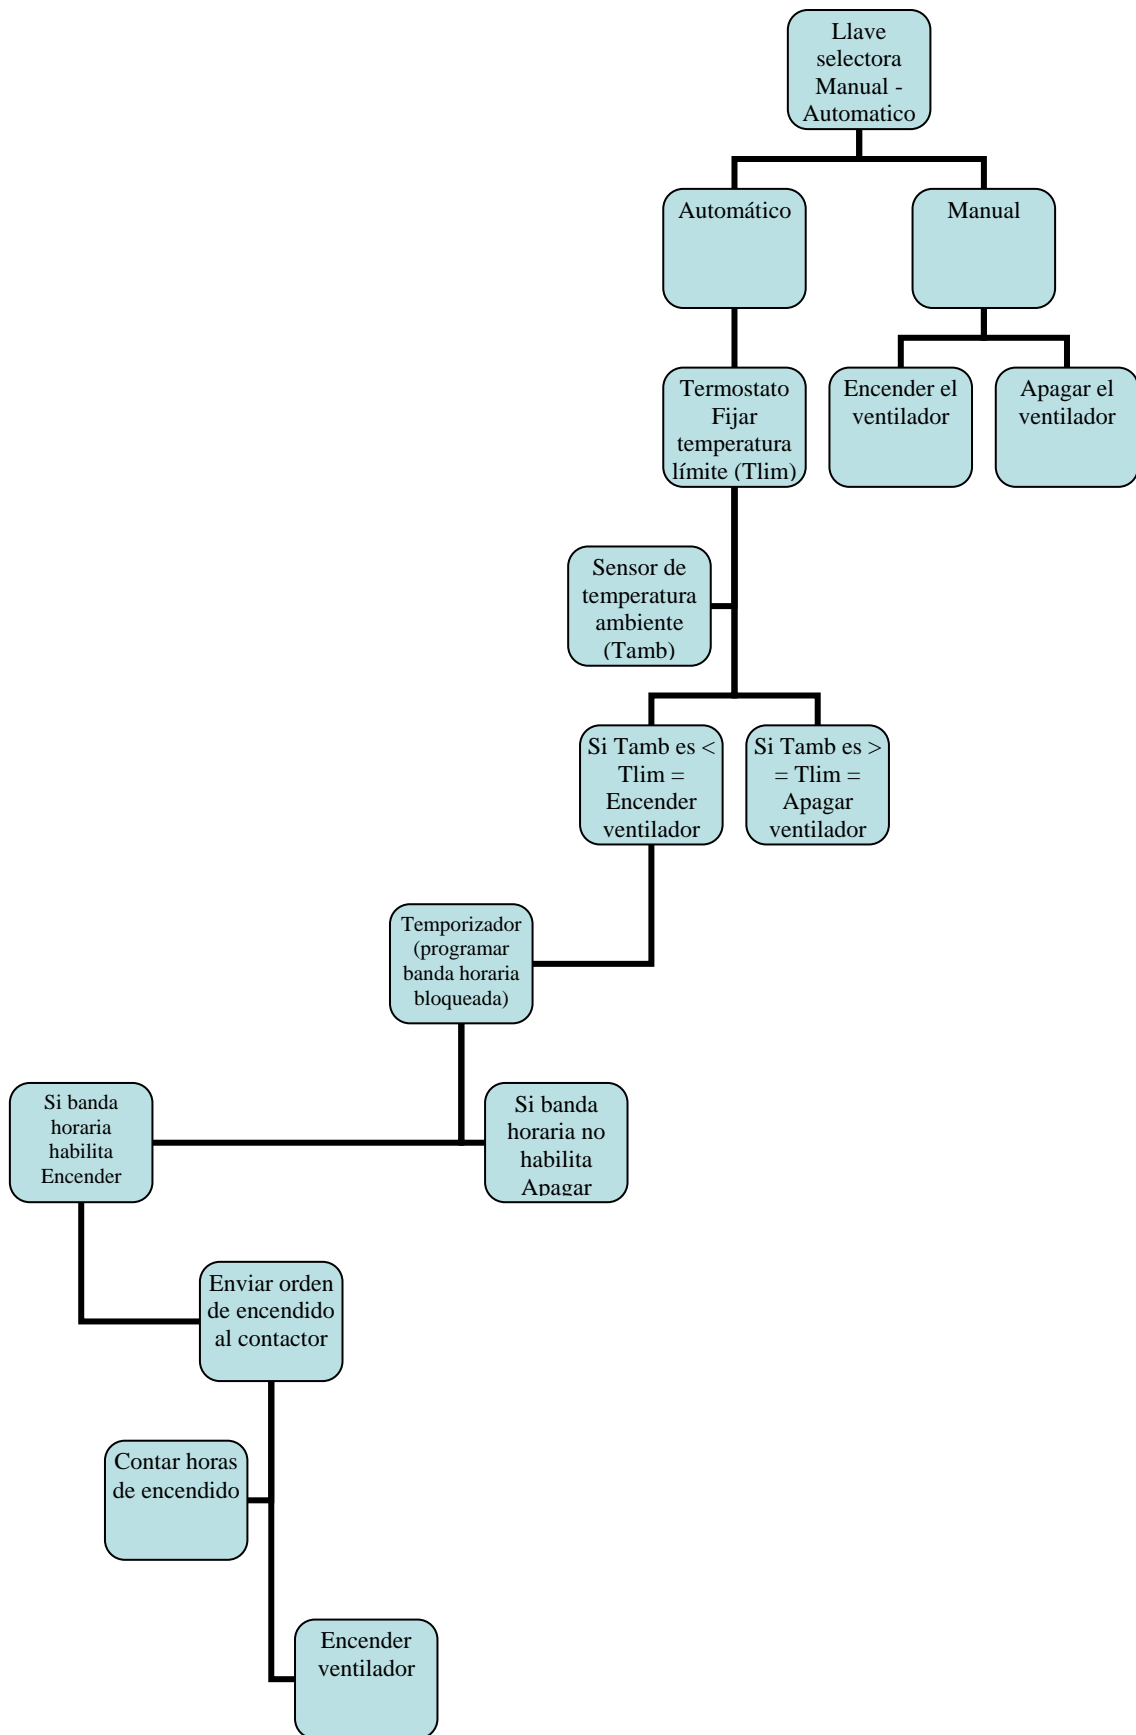 Llave
selectora
Manual -
Automatico
Automático
Manual
Termostato
Fijar
temperatura
límite (Tlim)
Encender el
ventilador
Apagar el
ventilador
Sensor de
temperatura
ambiente
(Tamb)
Si Tamb es <
Tlim =
Encender
ventilador
Si Tamb es >
= Tlim =
Apagar
ventilador
Temporizador
(programar
banda horaria
bloqueada)
Si banda
horaria
habilita
Encender
Si banda
horaria no
habilita
Apagar
Enviar orden
de encendido
al contactor
Contar horas
de encendido
Encender
ventilador